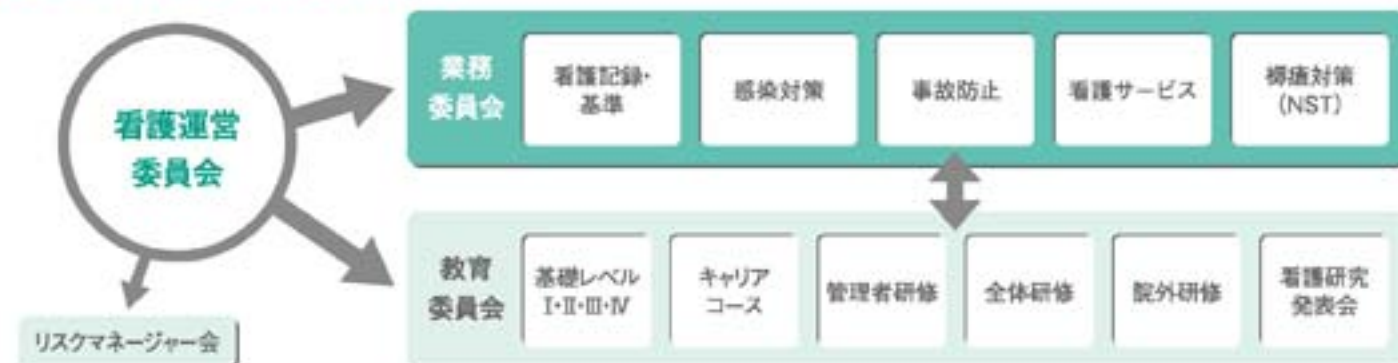 看護運営
委員会
業務
委員会
看護記録・
基準
感染対策
事故防止
看護サービス
褥瘡対策
(NST)
教育
委員会
基礎レベル
Ⅰ・Ⅱ・Ⅲ・Ⅳ
キャリア
コース
管理者研修
全体研修
院外研修
看護研究
発表会
リスクマネージャー会